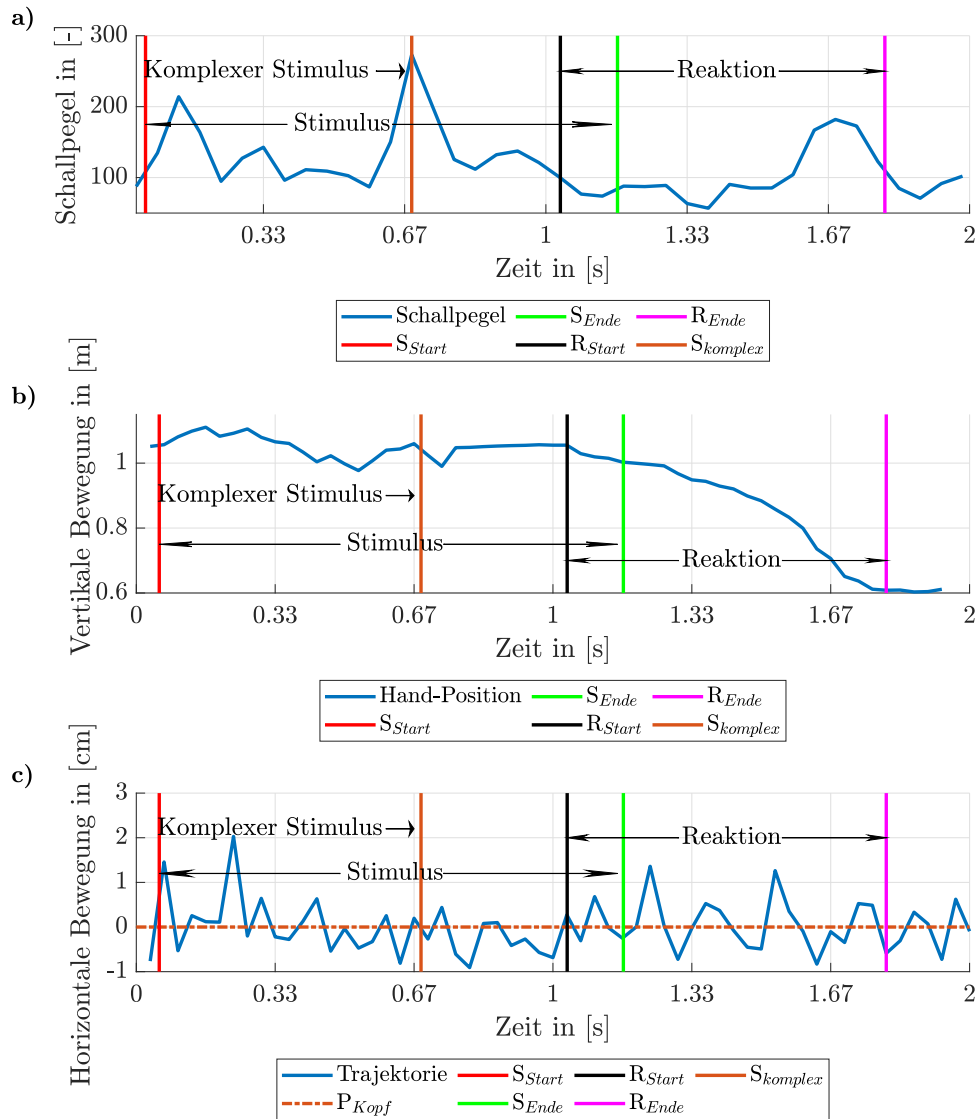 a)
Schallpegel in [-]
300
200
100
Komplexer Stimulus
Reaktion
Stimulus
0.33 0.67 1 1.33 1.67 2
Zeit in [s]
Schallpegel S_Ende R_Ende
S_Start R_Start S_komplex
b)
Vertikale Bewegung in [m]
1
0.8
0.6
Komplexer Stimulus
Stimulus
Reaktion
0 0.33 0.67 1 1.33 1.67 2
Zeit in [s]
Hand-Position S_Ende R_Ende
S_Start R_Start S_komplex
c)
Horizontale Bewegung in [cm]
3
2
1
0
-1
Komplexer Stimulus
Reaktion
Stimulus
0 0.33 0.67 1 1.33 1.67 2
Zeit in [s]
Trajektorie S_Start R_Start S_komplex
P_Kopf S_Ende R_Ende